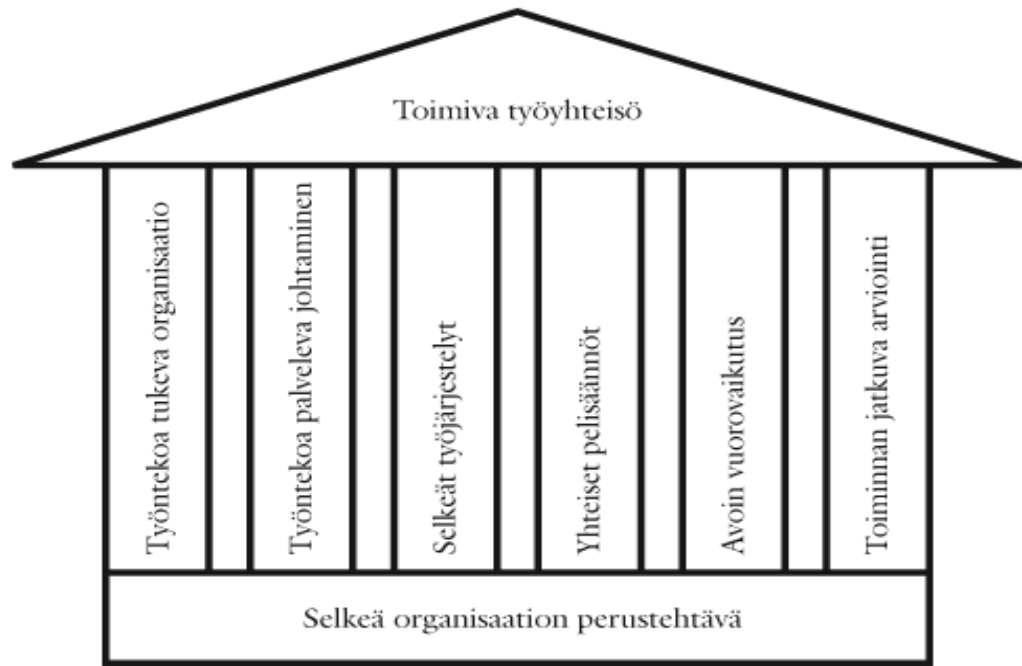 Toimiva työyhteisö
Työntekoa tukeva organisaatio
Työntekoa palveleva johtaminen
Selkeät työjärjestelyt
Yhteiset pelisäännöt
Avoin vuorovaikutus
Toiminnan jatkuva arviointi
Selkeä organisaation perustehtävä